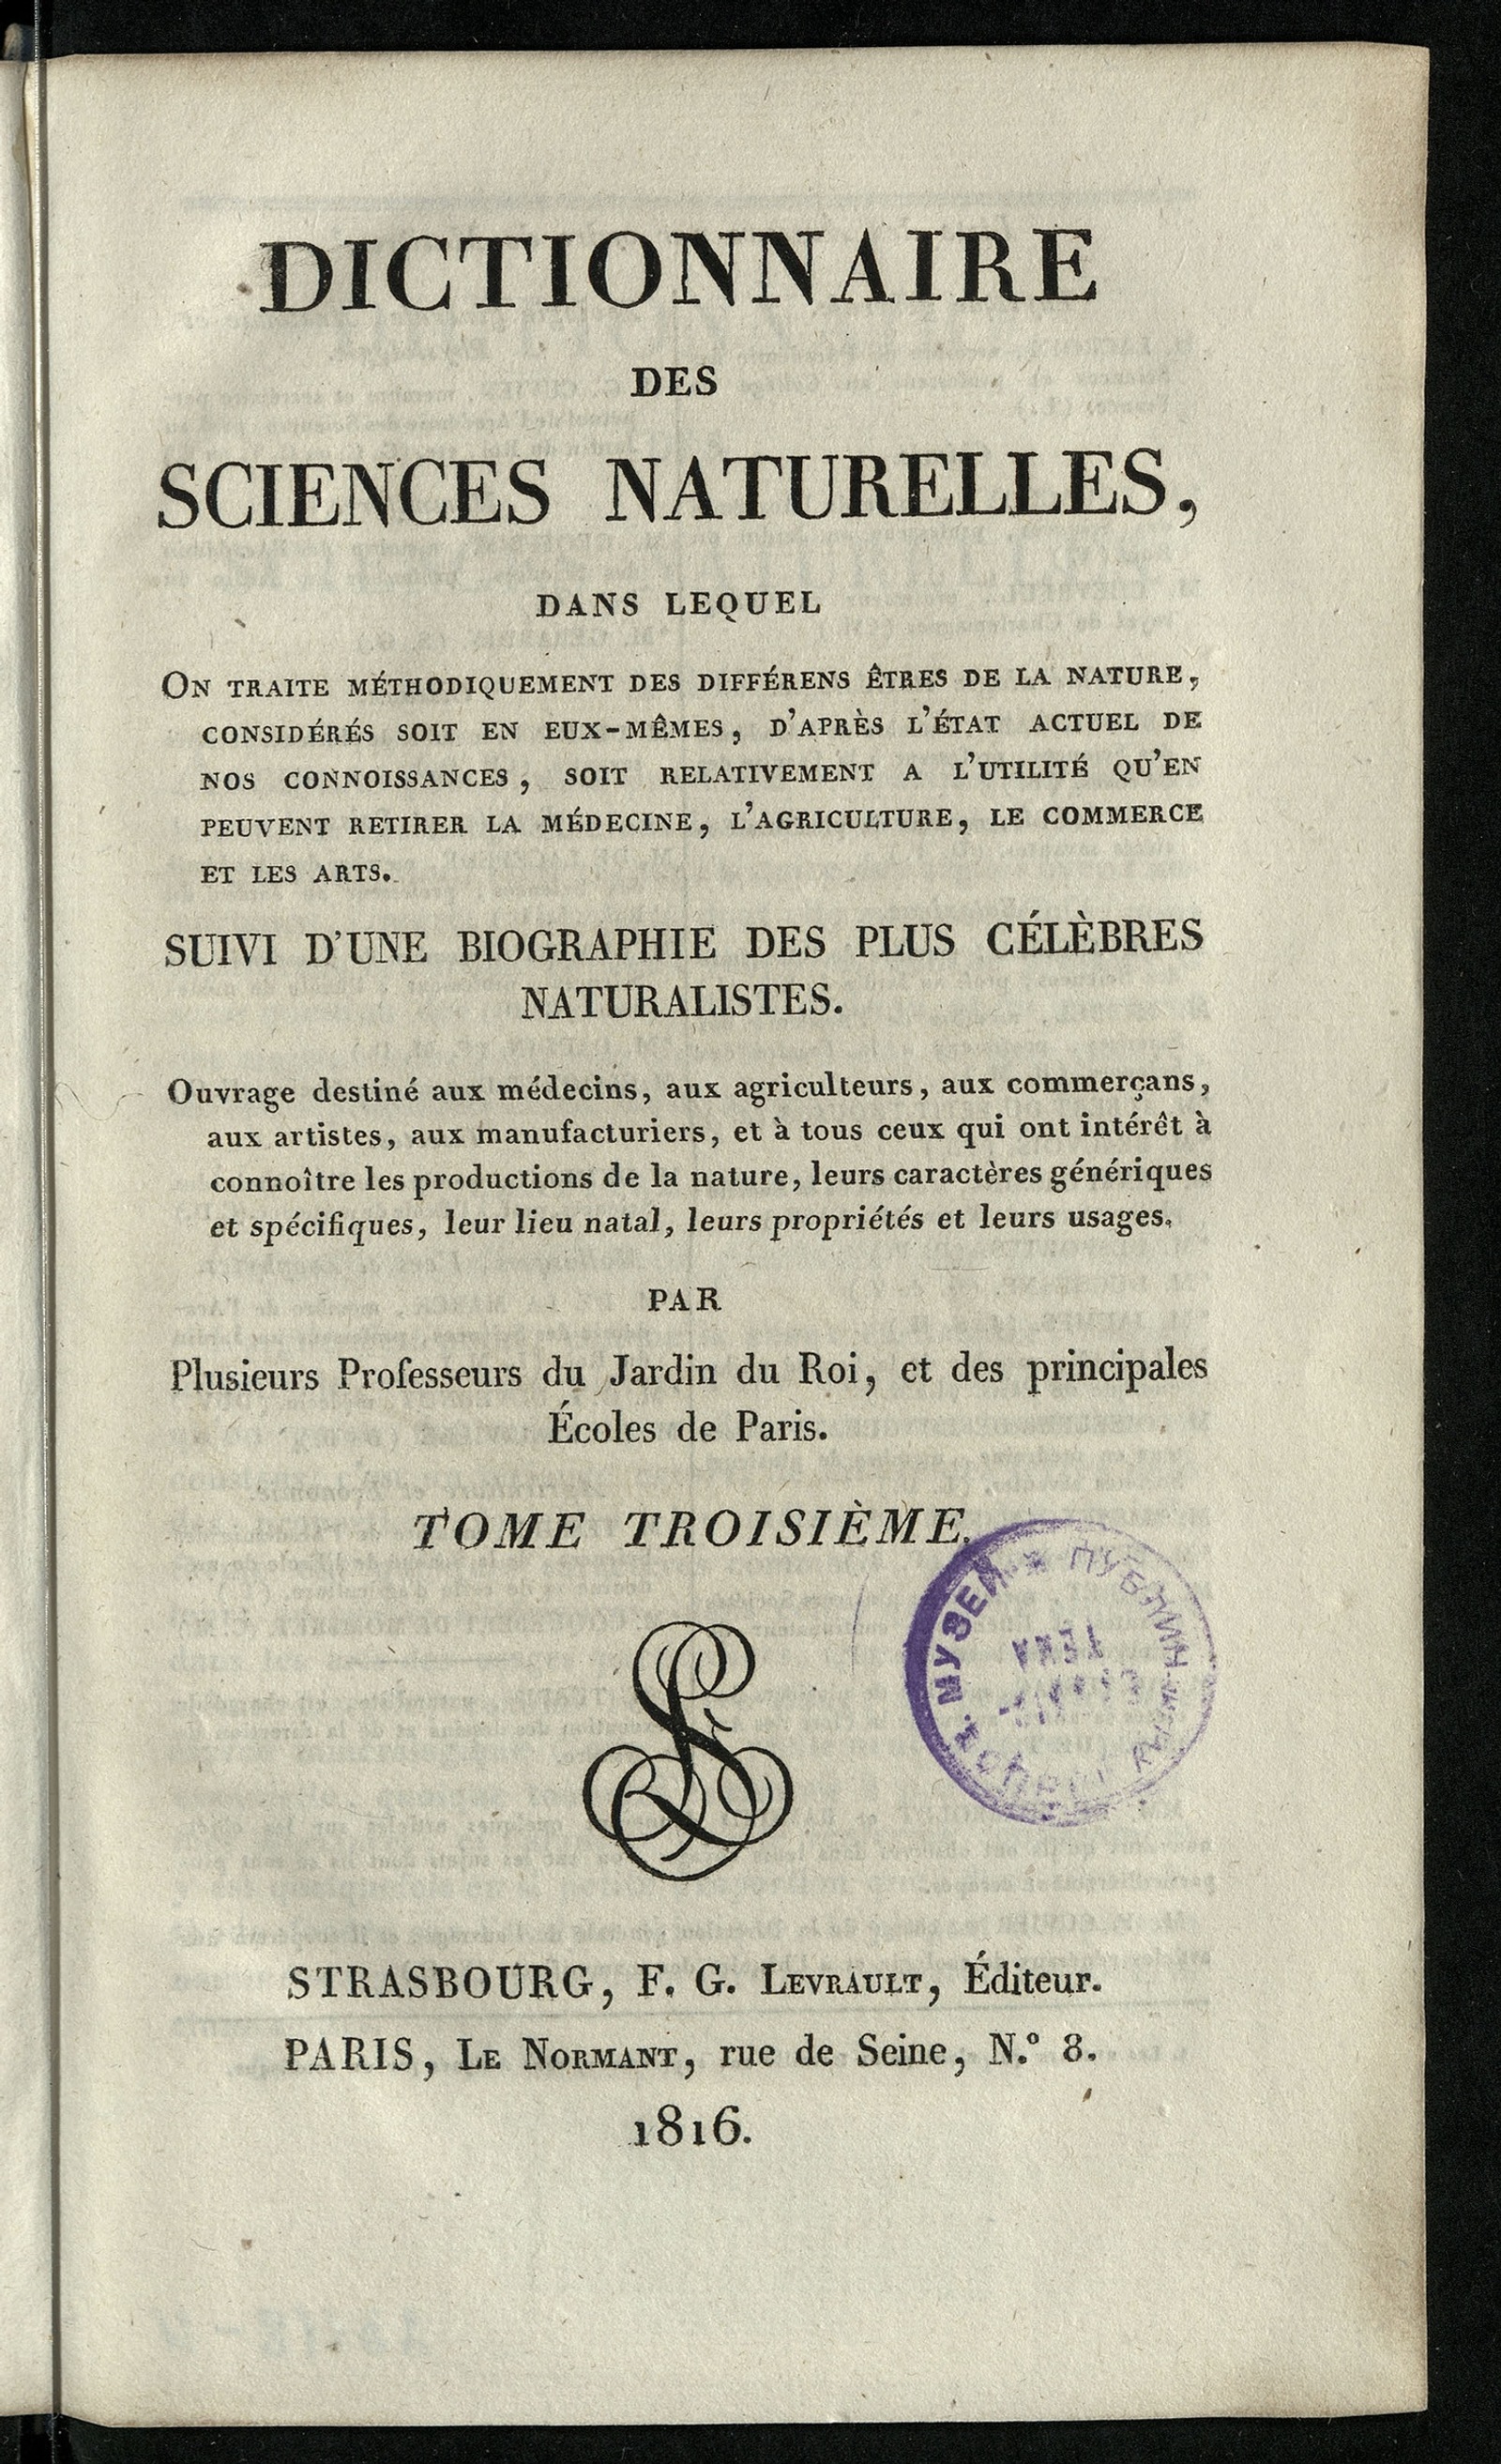 DICTIONNAIRE
DES
SCIENCES NATURELLES,
DANS LEQUEL
ON TRAITE MÉTHODIQUEMENT DES DIFFÉRENS ÊTRES DE LA NATURE,
CONSIDÉRÉS SOIT EN EUX-MÊMES, D'APRÈS L'ÉTAT ACTUEL DE
NOS CONNOISSANCES, SOIT RELATIVEMENT A L'UTILITÉ QU'EN
PEUVENT RETIRER LA MÉDECINE, L'AGRICULTURE, LE COMMERCE
ET LES ARTS.
SUIVI D'UNE BIOGRAPHIE DES PLUS CÉLÈBRES
NATURALISTES.
Ouvrage destiné aux médecins, aux agriculteurs, aux commerçans,
aux artistes, aux manufacturiers, et à tous ceux qui ont intérêt à
connoître les productions de la nature, leurs caractères génériques
et spécifiques, leur lieu natal, leurs propriétés et leurs usages.
PAR
Plusieurs Professeurs du Jardin du Roi, et des principales
Écoles de Paris.
TOME TROISIÈME.
МУЗЕЙ
STRASBOURG, F. G. LEVRAULT, Éditeur.
PARIS, LE NORMANT, rue de Seine, N.º 8.
1816.